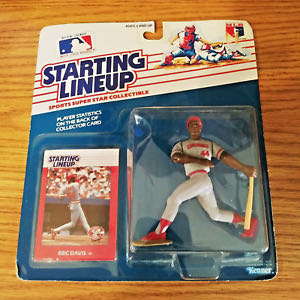 STARTING
LINEUP
SPORTS SUPER STAR COLLECTIBLE
PLAYER STATISTICS
ON THE BACK OF
COLLECTOR CARD
STARTING
LINEUP
44
ERIC DAVIS
Kenner